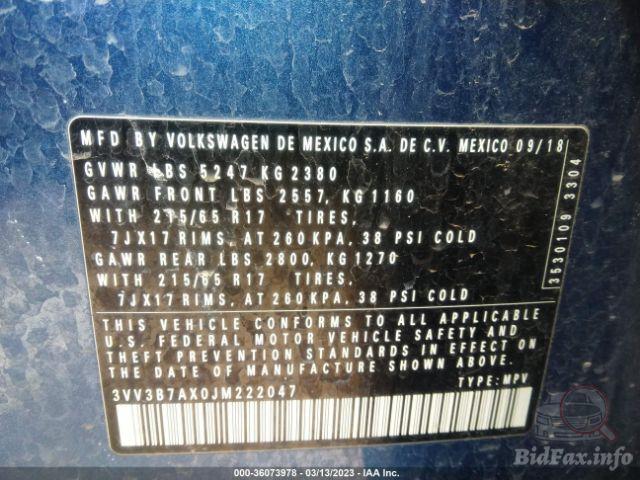 MFD BY VOLKSWAGEN DE MEXICO S.A. DE C.V. MEXICO 09/18
GVWR LBS 5247 KG 2380
GAWR FRONT LBS 2557, KG 1160
WITH 215/65 R17 TIRES,
7JX17 RIMS, AT 260 KPA, 38 PSI COLD
GAWR REAR LBS 2800, KG 1270
WITH 215/65 R17 TIRES,
7JX17 RIMS, AT 260 KPA, 38 PSI COLD
THIS VEHICLE CONFORMS TO ALL APPLICABLE
U.S. FEDERAL MOTOR VEHICLE SAFETY AND
THEFT PREVENTION STANDARDS IN EFFECT ON
THE DATE OF MANUFACTURE SHOWN ABOVE.
3VV3B7AX0JM222047 TYPE: MPV
3530109 3304
000-36073978 - 03/13/2023 - IAA Inc.
BidFax.info